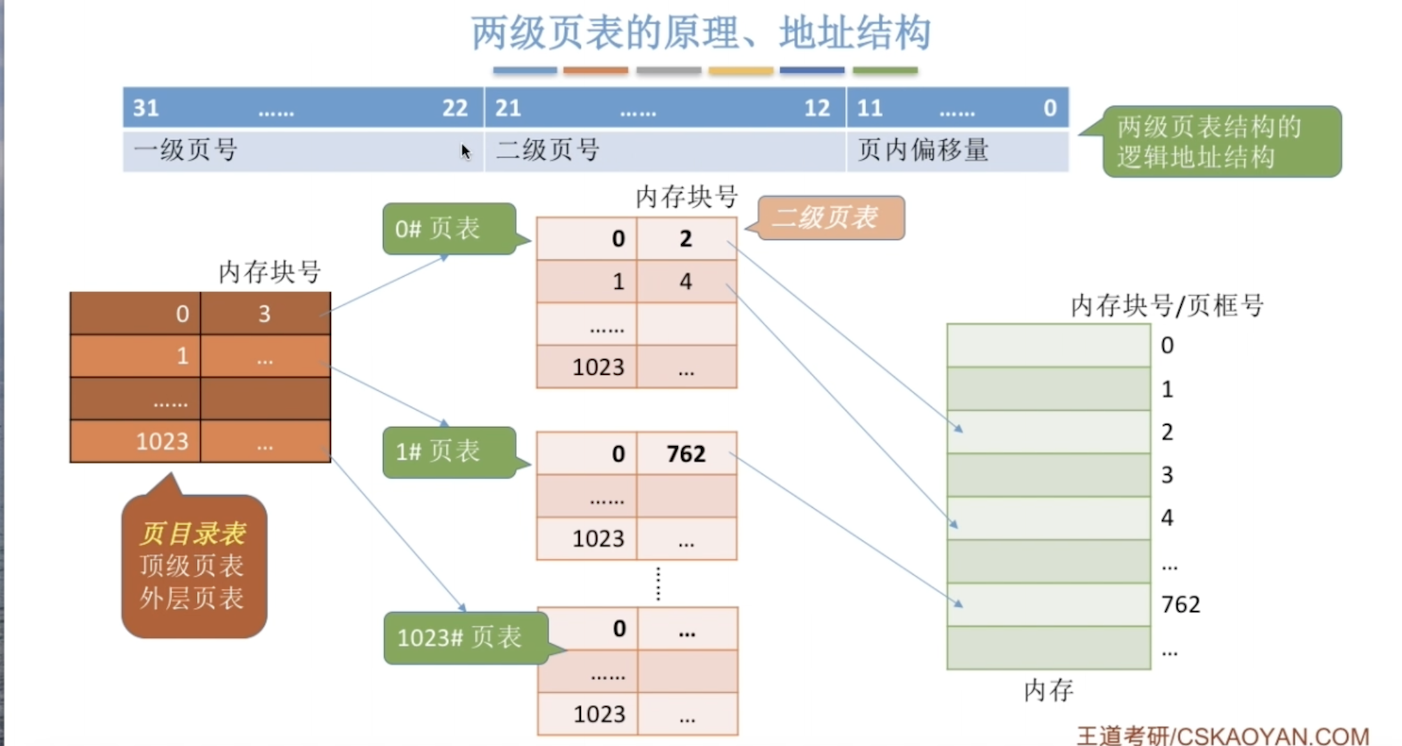 两级页表的原理、地址结构
31 …… 22 21 …… 12 11 …… 0
一级页号 二级页号 页内偏移量
两级页表结构的
逻辑地址结构
内存块号
0 3
1 ...
......
1023 ...
页目录表
顶级页表
外层页表
0# 页表
内存块号
二级页表
0 2
1 4
......
1023 ...
1# 页表
0 762
......
1023 ...
1023# 页表
0 ...
......
1023 ...
内存块号/页框号
0
1
2
3
4
...
762
...
内存
王道考研/CSKAOYAN.COM